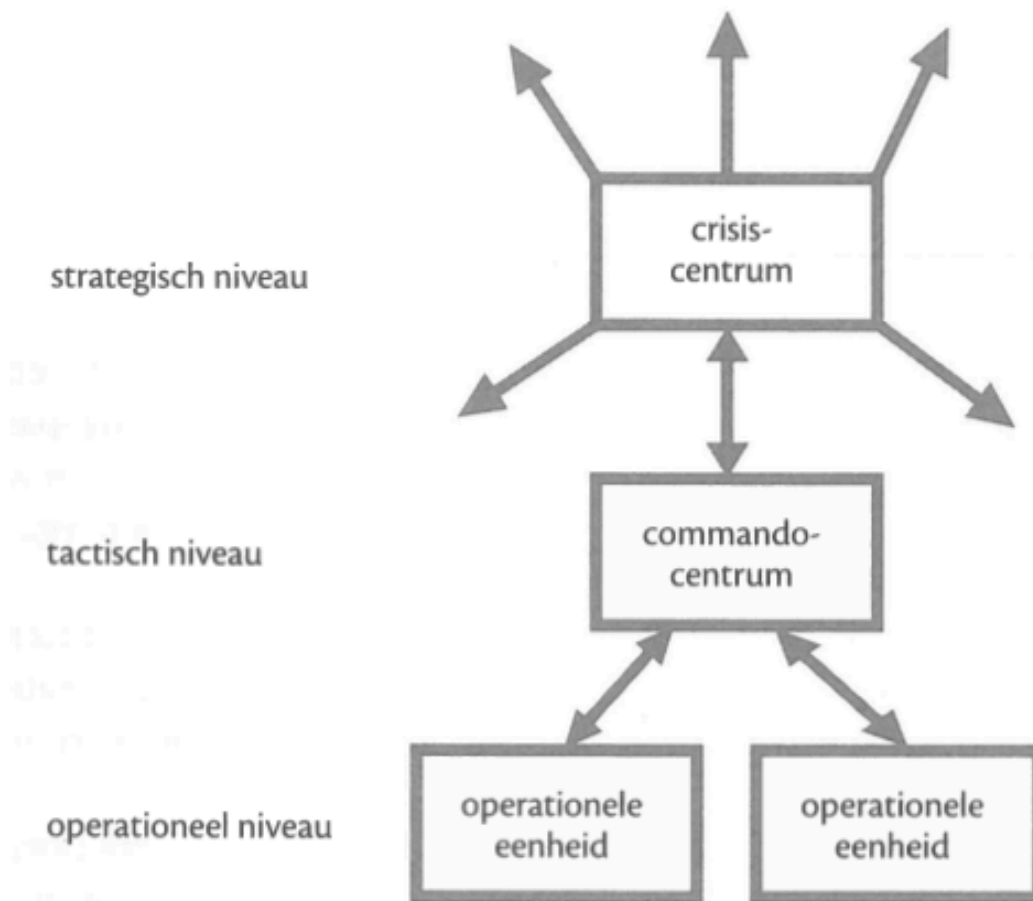 crisis-
centrum
strategisch niveau
commando-
centrum
tactisch niveau
operationele
eenheid
operationele
eenheid
operationeel niveau